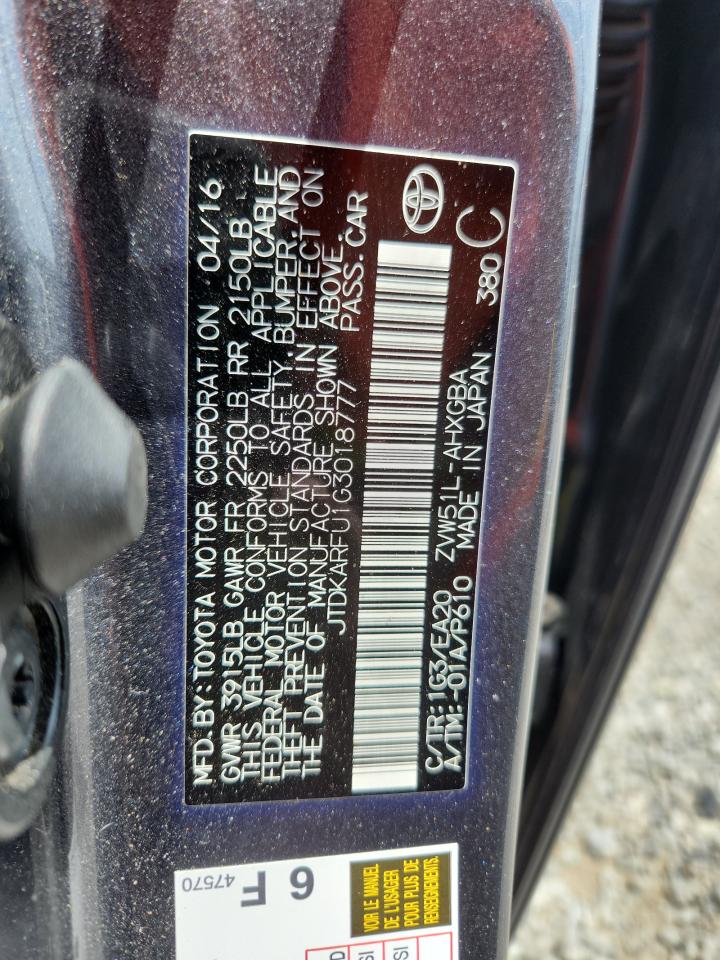 MFD. BY: TOYOTA MOTOR CORPORATION 04/16
GVWR 3915LB GAWR FR 2250LB RR 2150LB
THIS VEHICLE CONFORMS TO ALL APPLICABLE
FEDERAL MOTOR VEHICLE SAFETY, BUMPER, AND
THEFT PREVENTION STANDARDS IN EFFECT ON
THE DATE OF MANUFACTURE SHOWN ABOVE.
JTDKARFU1G3018777 PASS. CAR
C/TR: 1G3/EA20 ZVW51L-AHXGBA
A/TM: -01A/P610 MADE IN JAPAN
380 C
6 F
47570
VOIR LE MANUEL
DE L'USAGER
POUR PLUS DE
RENSEIGNEMENTS.